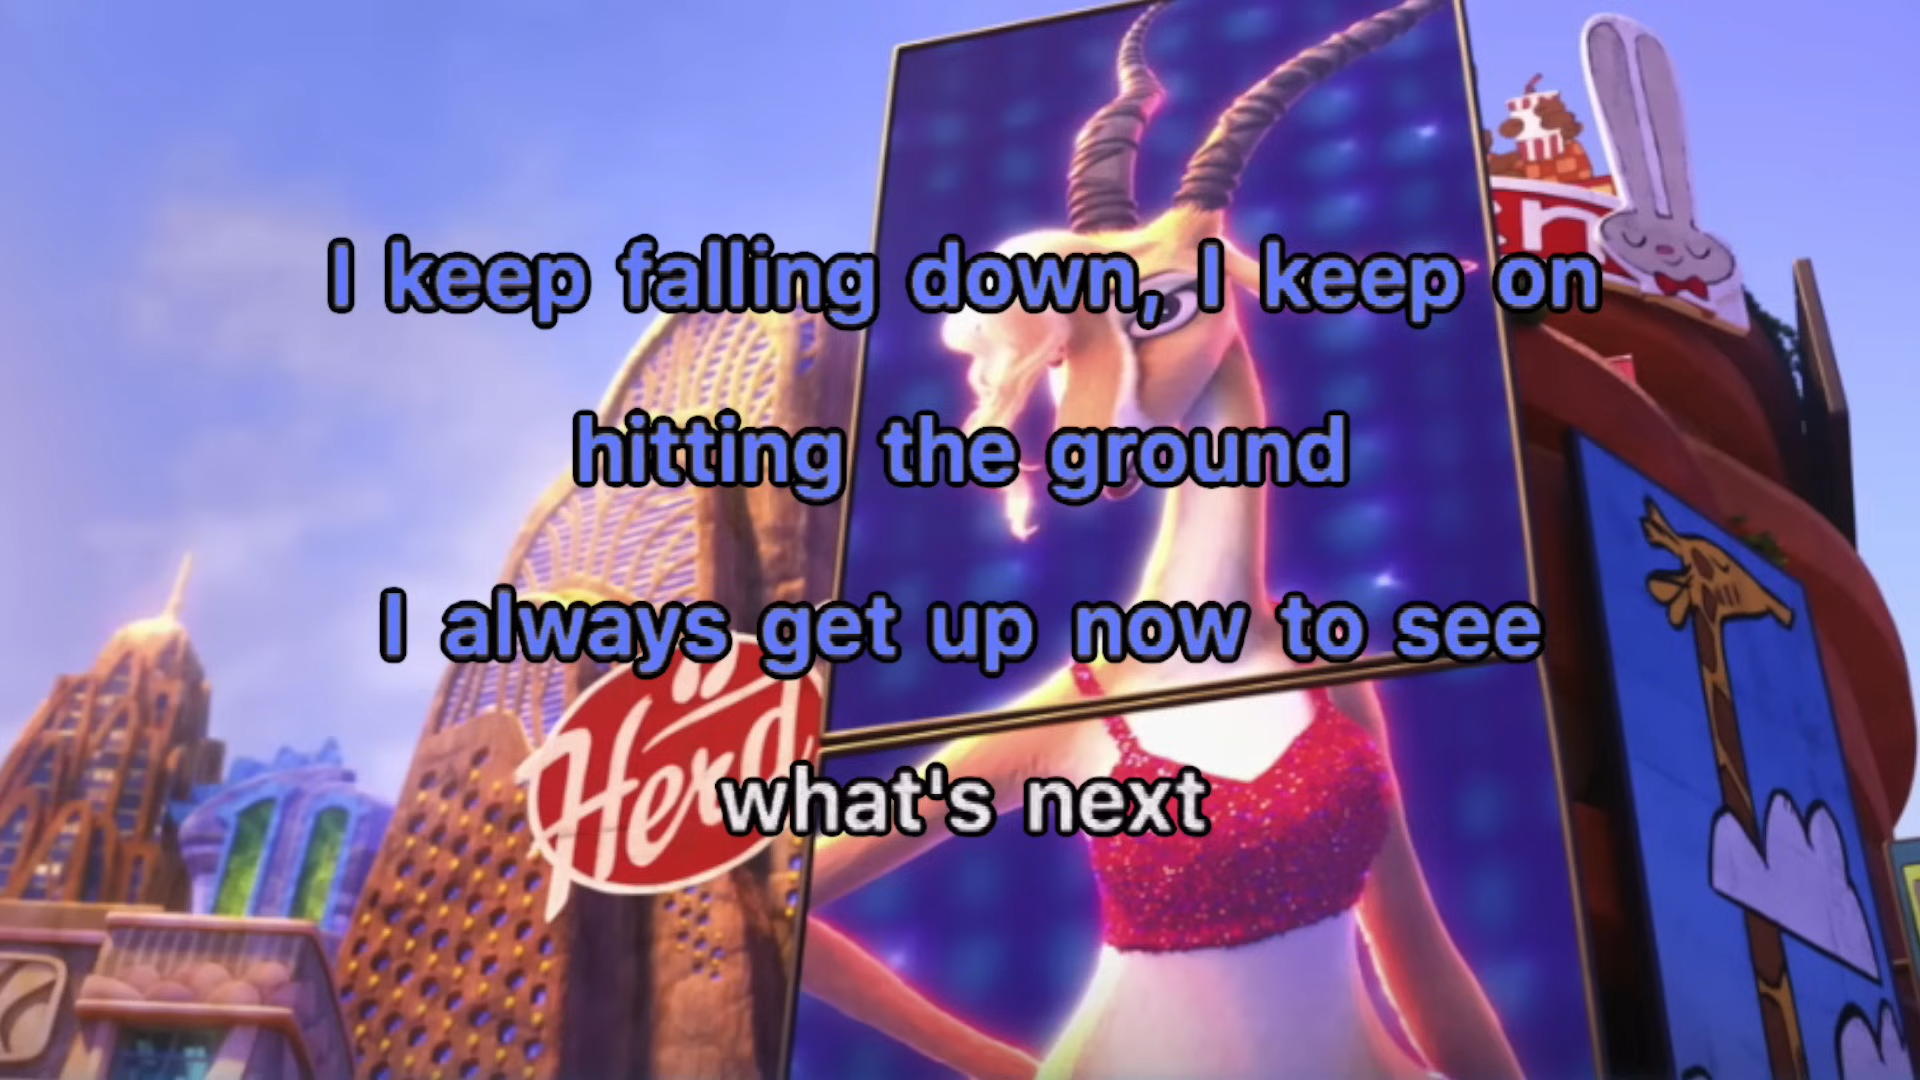 I keep falling down, I keep on
hitting the ground
I always get up now to see
what's next
Herd